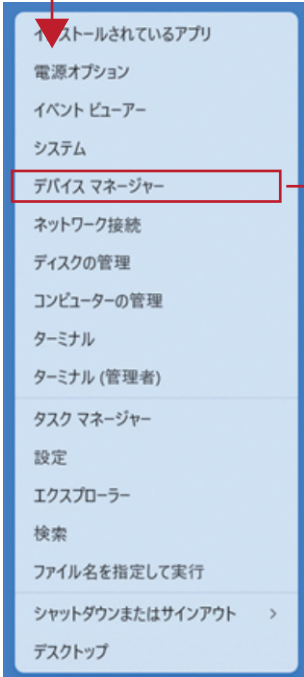 インストールされているアプリ
電源オプション
イベント ビューアー
システム
デバイス マネージャー
ネットワーク接続
ディスクの管理
コンピューターの管理
ターミナル
ターミナル (管理者)
タスク マネージャー
設定
エクスプローラー
検索
ファイル名を指定して実行
シャットダウンまたはサインアウト
デスクトップ